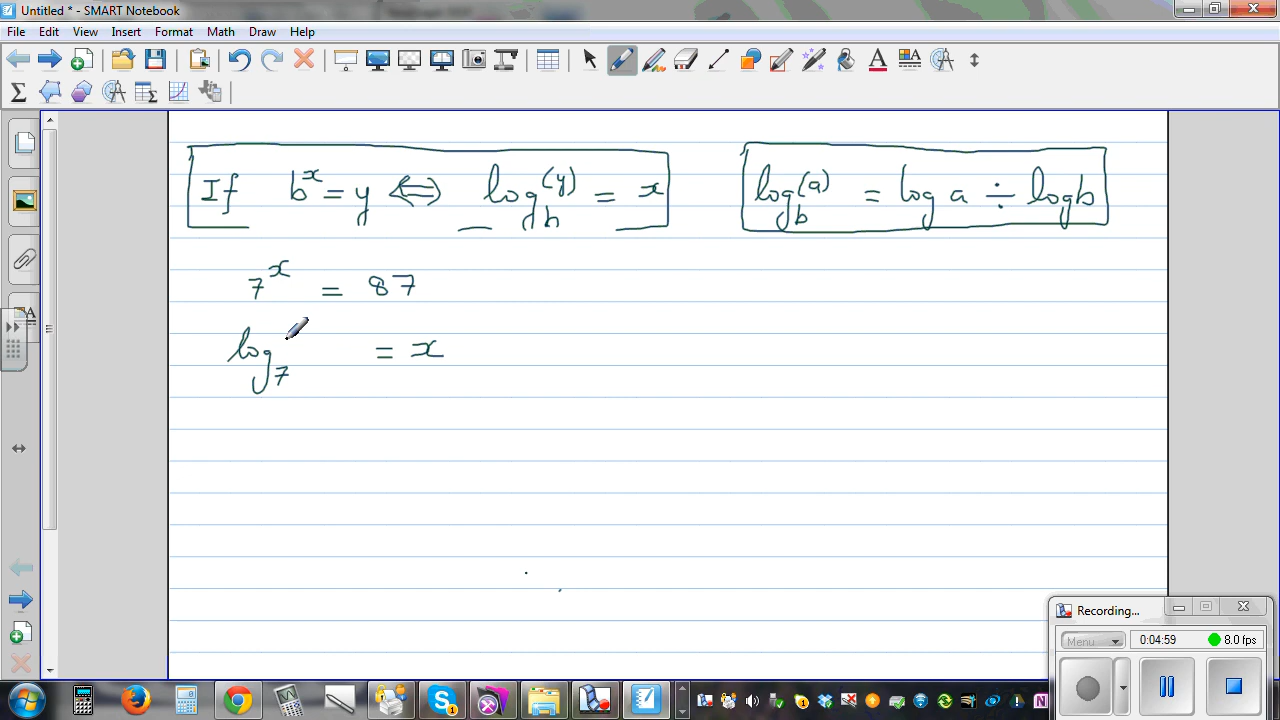 Untitled * - SMART Notebook
File Edit View Insert Format Math Draw Help
If b^x = y ⟺ log_b(y) = x
log_b(a) = log a ÷ log b
7^x = 87
log_7 = x
Recording...
Menu 0:04:59 8.0 fps